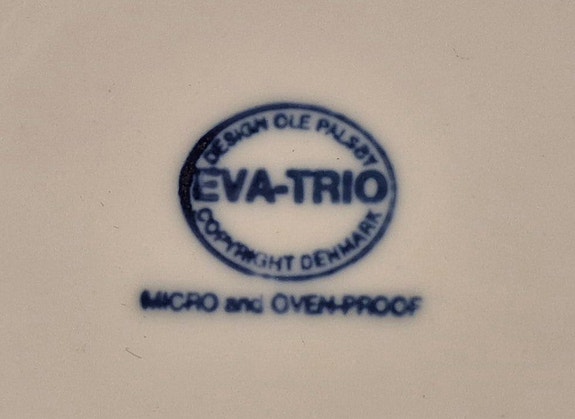 DESIGN OLE PALSBY
EVA-TRIO
COPYRIGHT DENMARK
MICRO and OVEN-PROOF